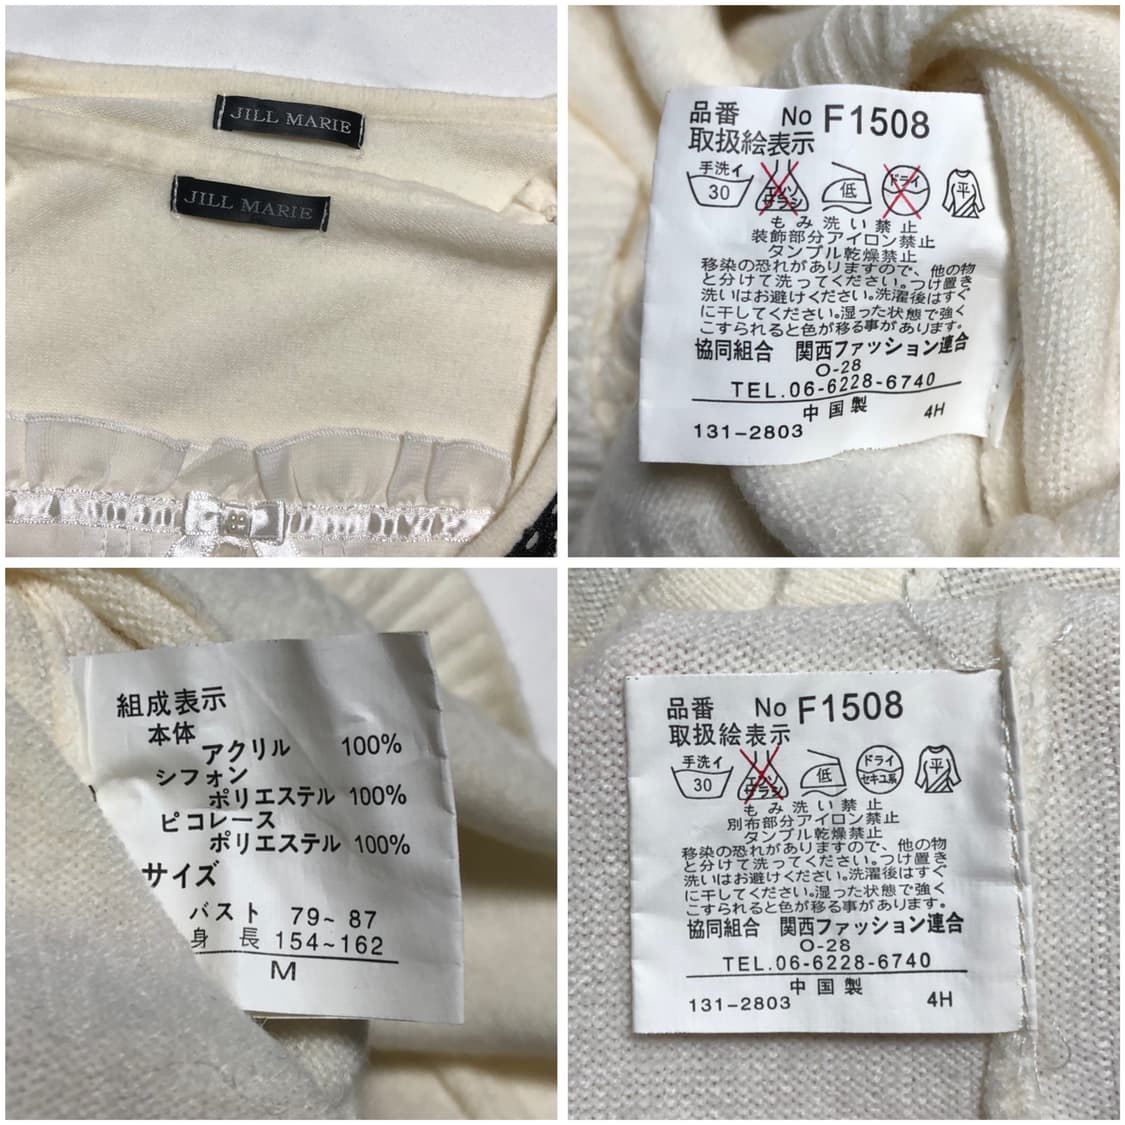 JILL MARIE
JILL MARIE
品番 No F1508
取扱絵表示
手洗イ
30
エンソ
サラシ
低
ドライ
平
もみ洗い禁止
装飾部分アイロン禁止
タンブル乾燥禁止
移染の恐れがありますので、他の物
と分けて洗ってください。つけ置き
洗いはお避けください。洗濯後はすぐ
に干してください。湿った状態で強く
こすられると色が移る事があります。
協同組合 関西ファッション連合
O-28
TEL.06-6228-6740
中国製
131-2803 4H
組成表示
本体
アクリル 100%
シフォン
ポリエステル 100%
ピコレース
ポリエステル 100%
サイズ
バスト 79~87
身長 154~162
M
品番 No F1508
取扱絵表示
手洗イ
30
エンソ
サラシ
低
ドライ
セキユ系
平
もみ洗い禁止
別布部分アイロン禁止
タンブル乾燥禁止
移染の恐れがありますので、他の物
と分けて洗ってください。つけ置き
洗いはお避けください。洗濯後はすぐ
に干してください。湿った状態で強く
こすられると色が移る事があります。
協同組合 関西ファッション連合
O-28
TEL.06-6228-6740
中国製
131-2803 4H